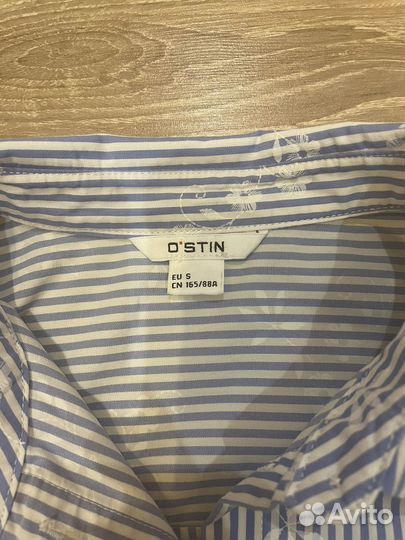 O'STIN
EU S
CN 165/88A
Avito